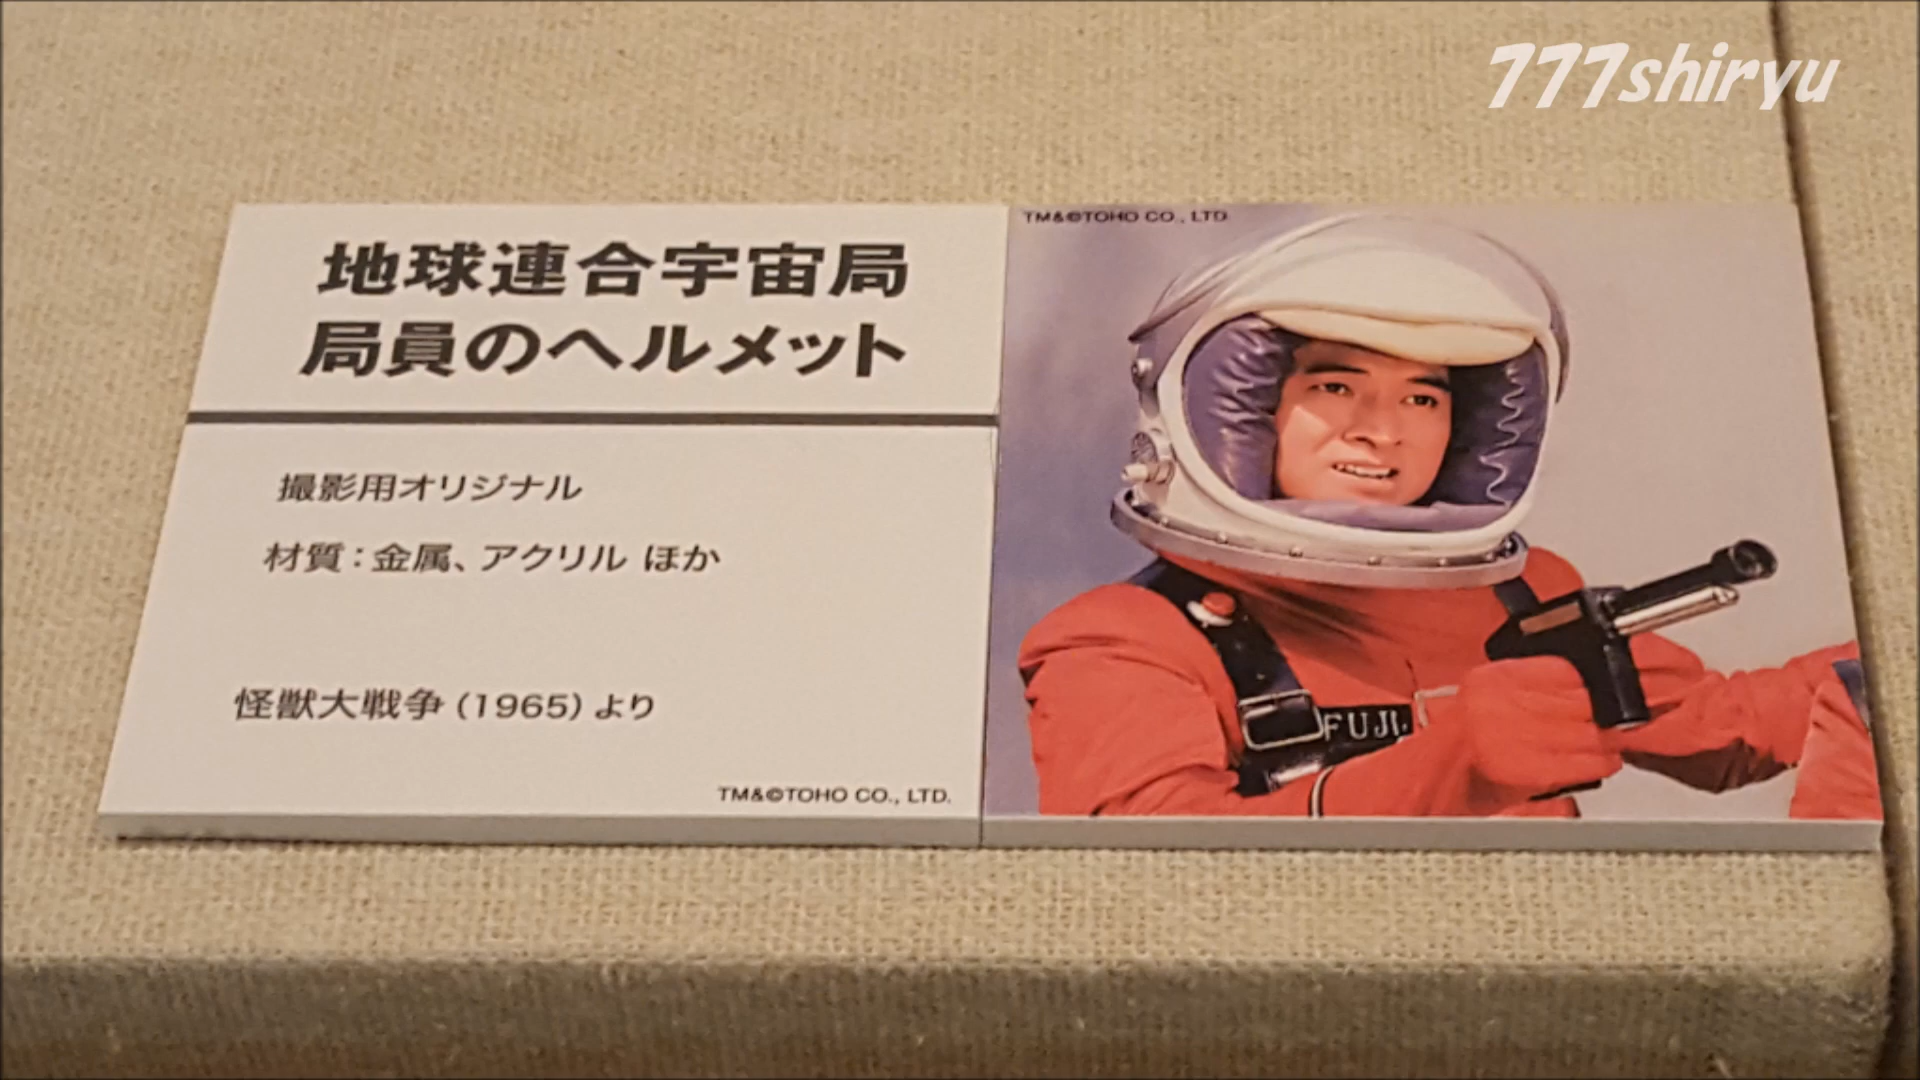 777shiryu
地球連合宇宙局
局員のヘルメット
撮影用オリジナル
材質：金属、アクリル ほか
怪獣大戦争 (1965) より
TM&©TOHO CO., LTD.
TM&©TOHO CO., LTD.
FUJI